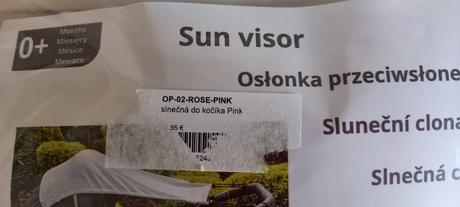 0+
Months
Miesięcy
Měsíce
Mesiace
Sun visor
Osłonka przeciwsłone
OP-02-ROSE-PINK
slnečná do kočíka Pink
95 €
Sluneční clona
Slnečná c